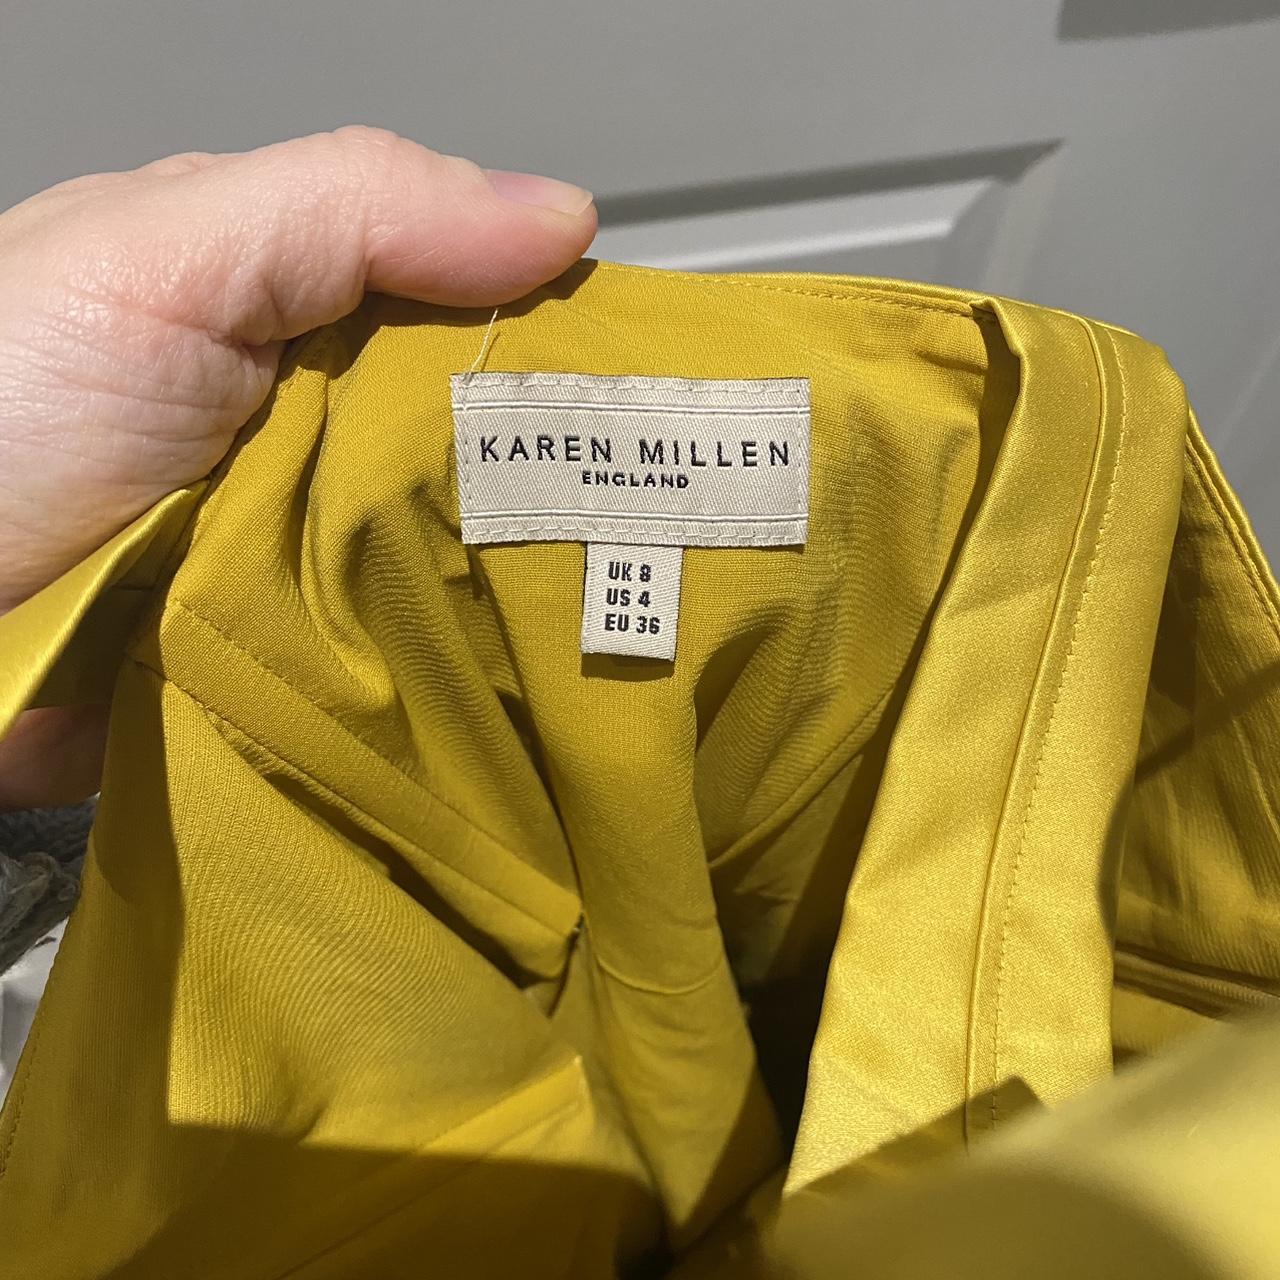 KAREN MILLEN
ENGLAND
UK 8
US 4
EU 36